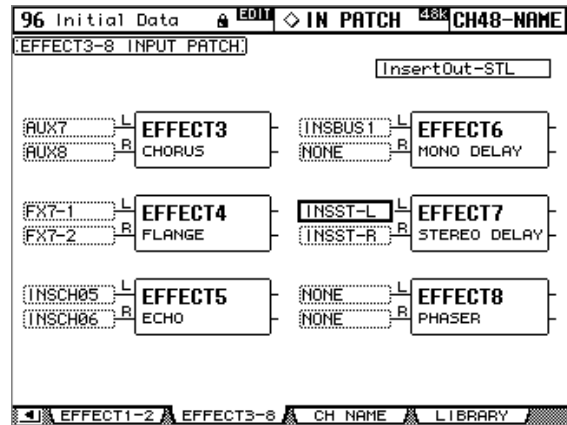 96 Initial Data EDIT ◇ IN PATCH 48k CH48-NAME
EFFECT3-8 INPUT PATCH
InsertOut-STL
AUX7 L EFFECT3
AUX8 R CHORUS
INSBUS1 L EFFECT6
NONE R MONO DELAY
FX7-1 L EFFECT4
FX7-2 R FLANGE
INSST-L L EFFECT7
INSST-R R STEREO DELAY
INSCH05 L EFFECT5
INSCH06 R ECHO
NONE L EFFECT8
NONE R PHASER
EFFECT1-2 EFFECT3-8 CH NAME LIBRARY